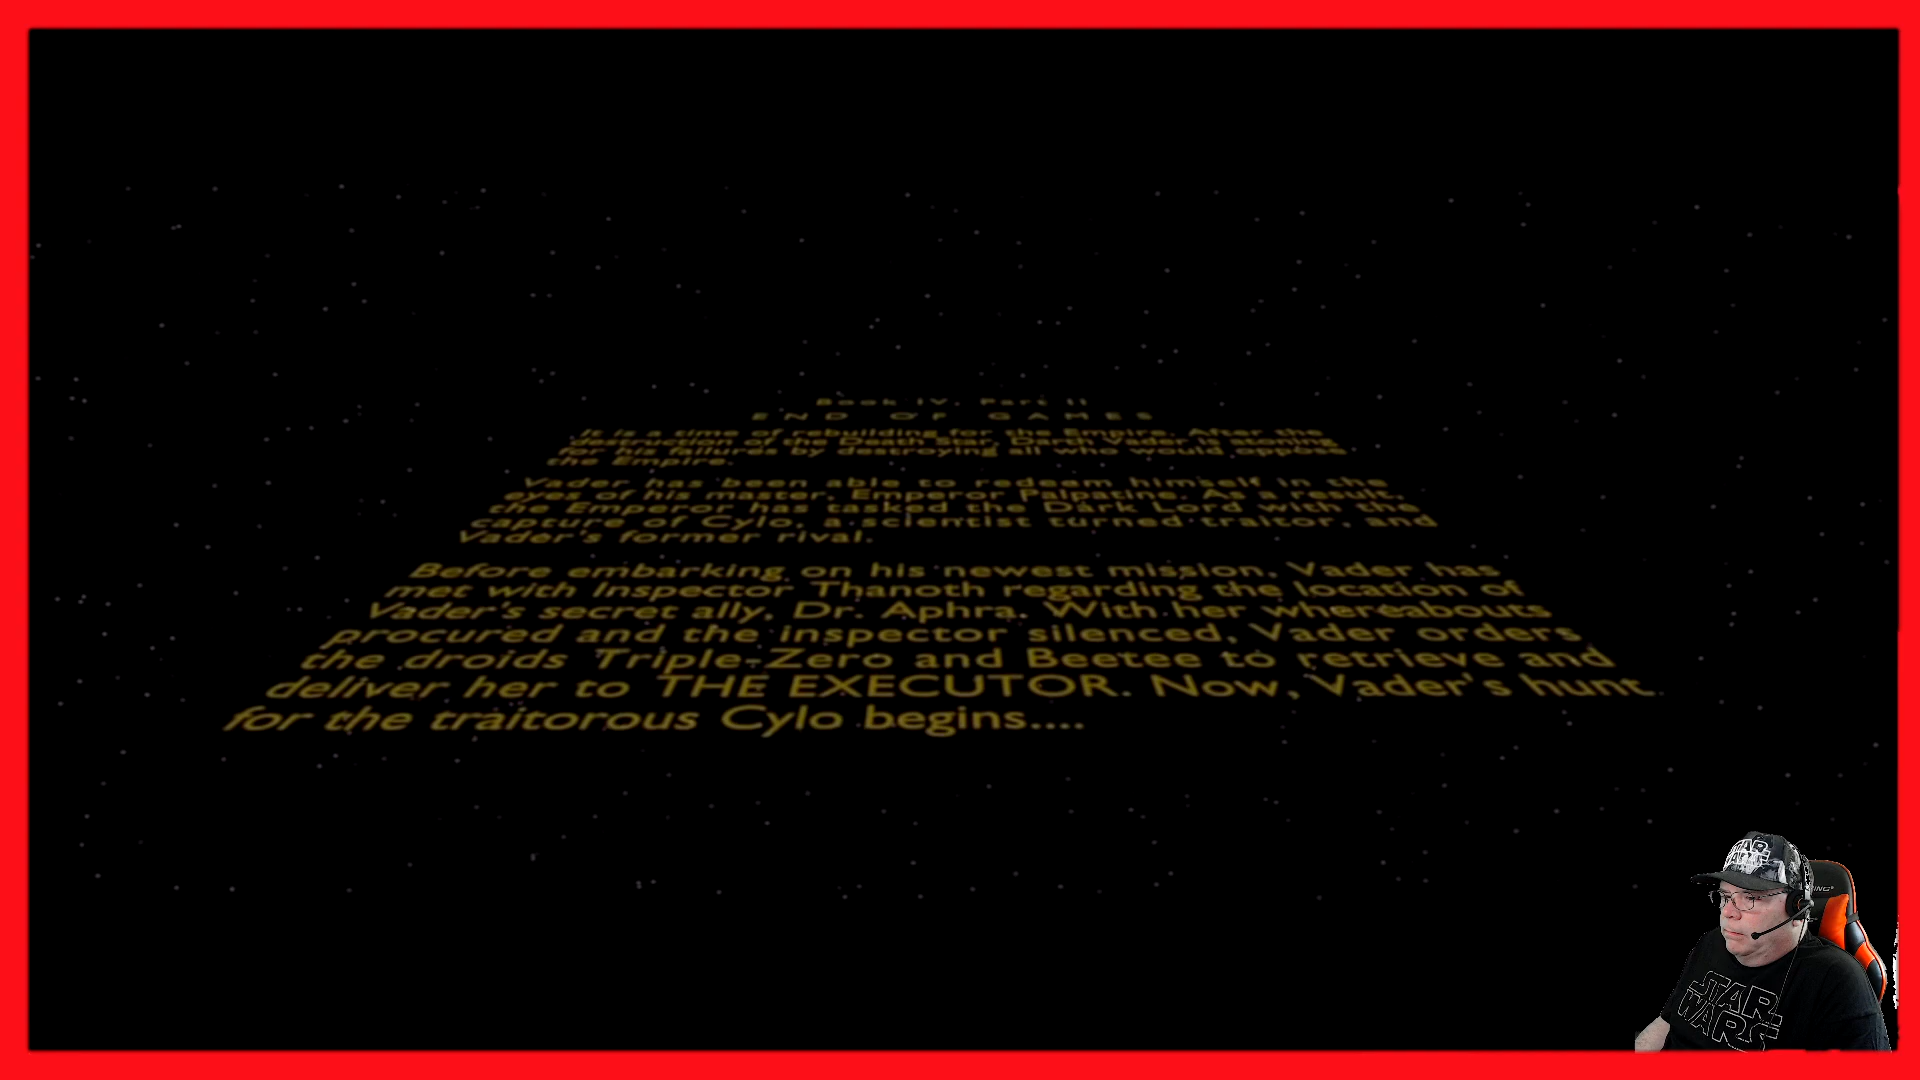 Book IV, Part II
END OF GAMES
It is a time of rebuilding for the Empire. After the
destruction of the Death Star, Darth Vader is atoning
for his failures by destroying all who would oppose
the Empire.
Vader has been able to redeem himself in the
eyes of his master, Emperor Palpatine. As a result,
the Emperor has tasked the Dark Lord with the
capture of Cylo, a scientist turned traitor, and
Vader's former rival.
Before embarking on his newest mission, Vader has
met with Inspector Thanoth regarding the location of
Vader's secret ally, Dr. Aphra. With her whereabouts
procured and the inspector silenced, Vader orders
the droids Triple-Zero and Beetee to retrieve and
deliver her to THE EXECUTOR. Now, Vader's hunt
for the traitorous Cylo begins....
STAR
WARS
STAR
WARS